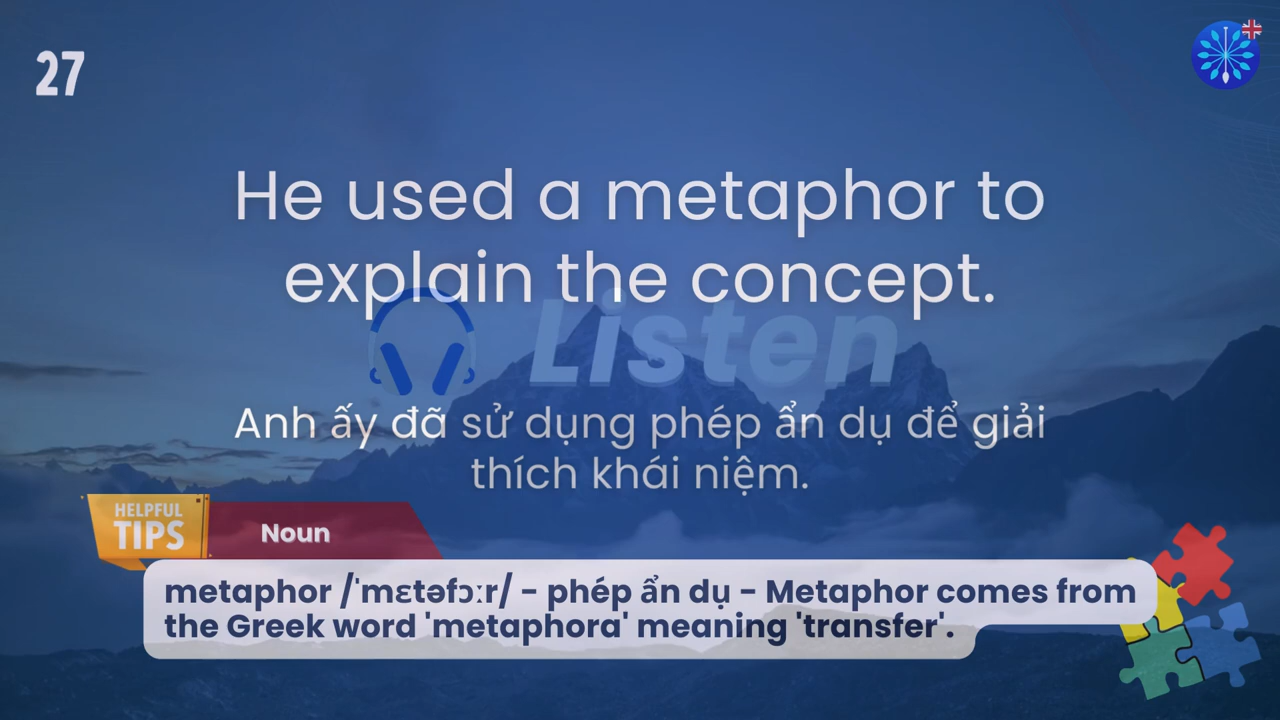 27
He used a metaphor to
explain the concept.
Listen
Anh ấy đã sử dụng phép ẩn dụ để giải
thích khái niệm.
HELPFUL
TIPS
Noun
metaphor /ˈmɛtəfɔːr/ - phép ẩn dụ - Metaphor comes from
the Greek word 'metaphora' meaning 'transfer'.